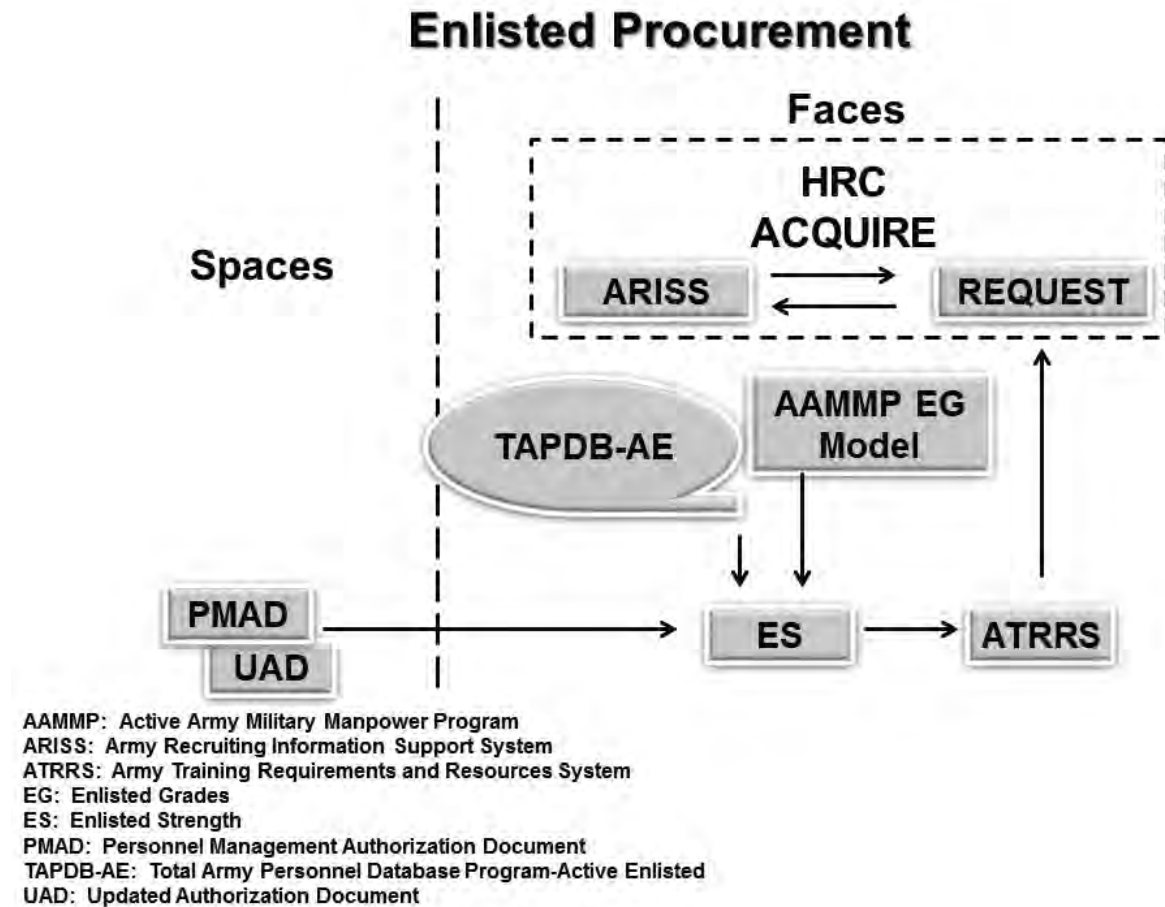 Enlisted Procurement
Faces
HRC
ACQUIRE
Spaces
ARISS
REQUEST
TAPDB-AE
AAMMP EG
Model
PMAD
UAD
ES
ATRRS
AAMMP: Active Army Military Manpower Program
ARISS: Army Recruiting Information Support System
ATRRS: Army Training Requirements and Resources System
EG: Enlisted Grades
ES: Enlisted Strength
PMAD: Personnel Management Authorization Document
TAPDB-AE: Total Army Personnel Database Program-Active Enlisted
UAD: Updated Authorization Document